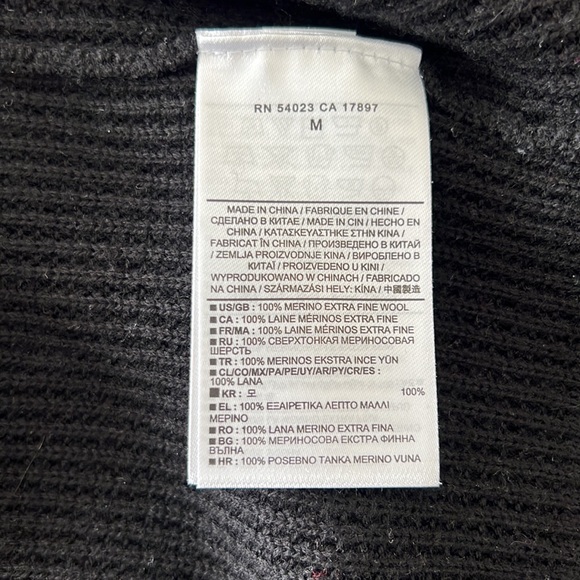 RN 54023 CA 17897
M
MADE IN CHINA / FABRIQUE EN CHINE /
СДЕЛАНО В КИТАЕ / MADE IN CIN / HECHO EN
CHINA / ΚΑΤΑΣΚΕΥΑΣΤΗΚΕ ΣΤΗΝ ΚΙΝΑ /
FABRICAT ÎN CHINA / ПРОИЗВЕДЕНО В КИТАЙ
/ ZEMLJA PROIZVODNJE KINA / ВИРОБЛЕНО В
КИТАЇ / PROIZVEDENO U KINI /
WYPRODUKOWANO W CHINACH / FABRICADO
NA CHINA / SZÁRMAZÁSI HELY: KÍNA / 中國製造
■ US/GB : 100% MERINO EXTRA FINE WOOL
■ CA : 100% LAINE MÉRINOS EXTRA FINE
■ FR/MA : 100% LAINE MÉRINOS EXTRA FINE
■ RU : 100% СВЕРХТОНКАЯ МЕРИНОСОВАЯ
ШЕРСТЬ
■ TR : 100% MERINOS EKSTRA INCE YÜN
■ CL/CO/MX/PA/PE/UY/AR/PY/CR/ES :
100% LANA
■ KR : 모 100%
■ EL : 100% ΕΞΑΙΡΕΤΙΚΑ ΛΕΠΤΟ ΜΑΛΛΙ
ΜΕΡΙΝΟ
■ RO : 100% LANA MERINO EXTRA FINA
■ BG : 100% МЕРИНОСОВА ЕКСТРА ФИННА
ВЪЛНА
■ HR : 100% POSEBNO TANKA MERINO VUNA